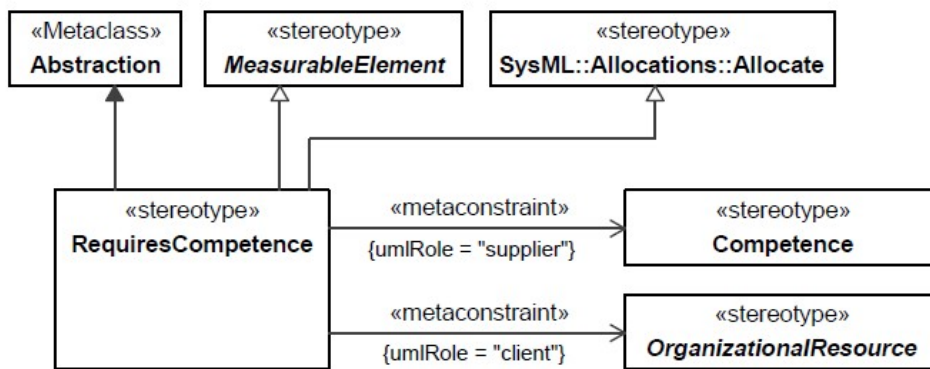 «Metaclass»
Abstraction
«stereotype»
MeasurableElement
«stereotype»
SysML::Allocations::Allocate
«stereotype»
RequiresCompetence
«metaconstraint»
{umlRole = "supplier"}
«stereotype»
Competence
«metaconstraint»
{umlRole = "client"}
«stereotype»
OrganizationalResource